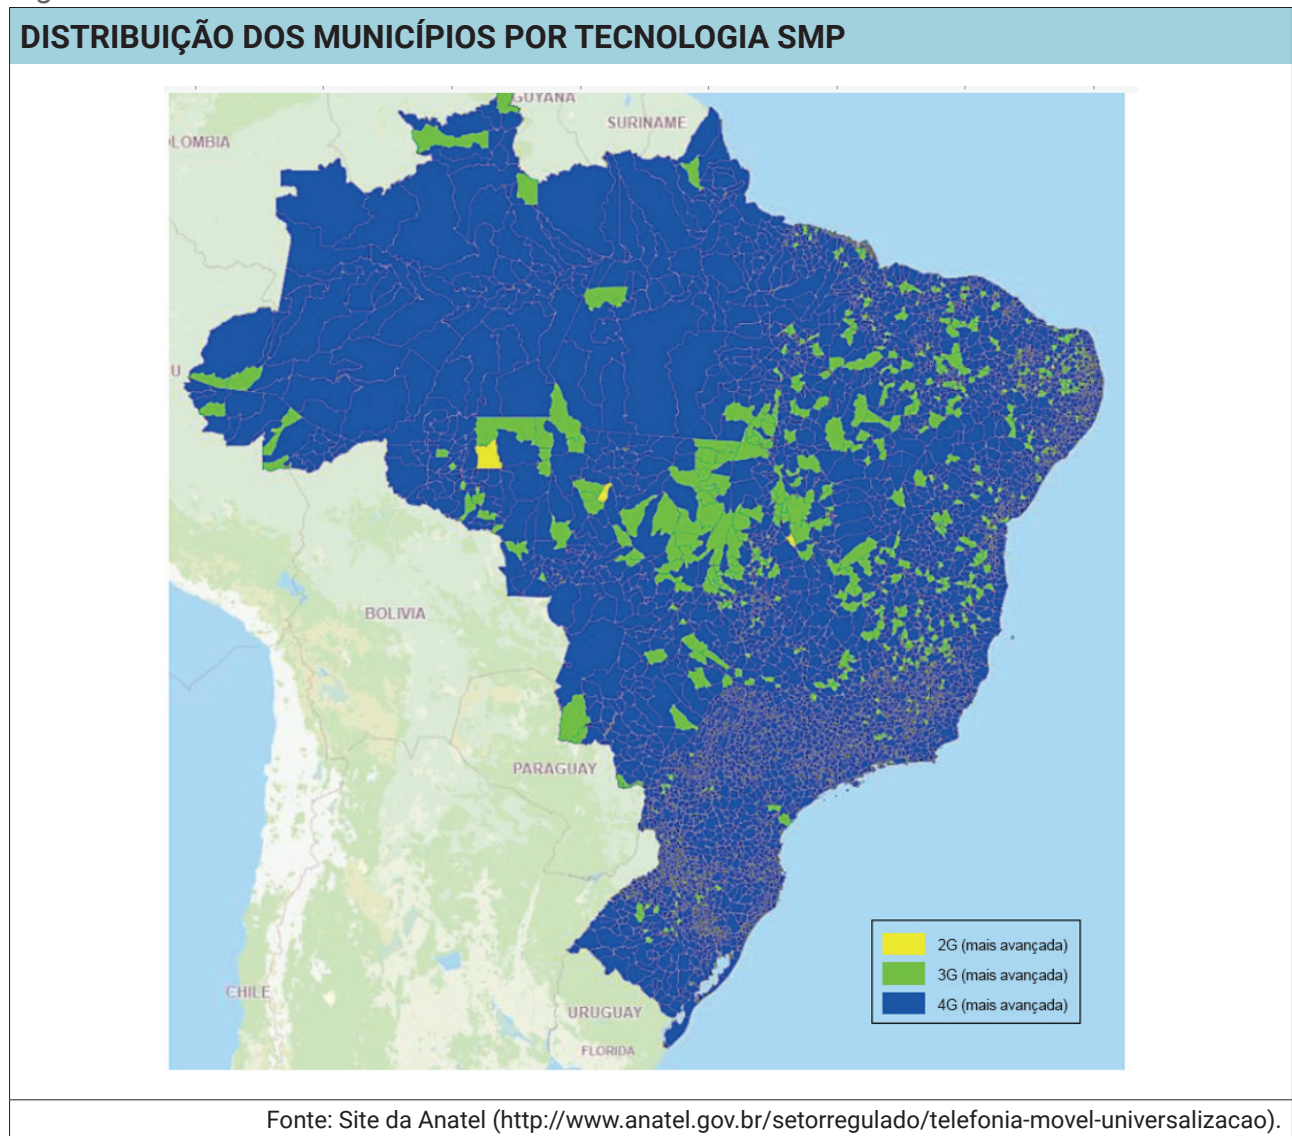 DISTRIBUIÇÃO DOS MUNICÍPIOS POR TECNOLOGIA SMP
GUYANA
SURINAME
LOMBIA
U
BOLIVIA
PARAGUAY
CHILE
URUGUAY
FLORIDA
2G (mais avançada)
3G (mais avançada)
4G (mais avançada)
Fonte: Site da Anatel (http://www.anatel.gov.br/setorregulado/telefonia-movel-universalizacao).